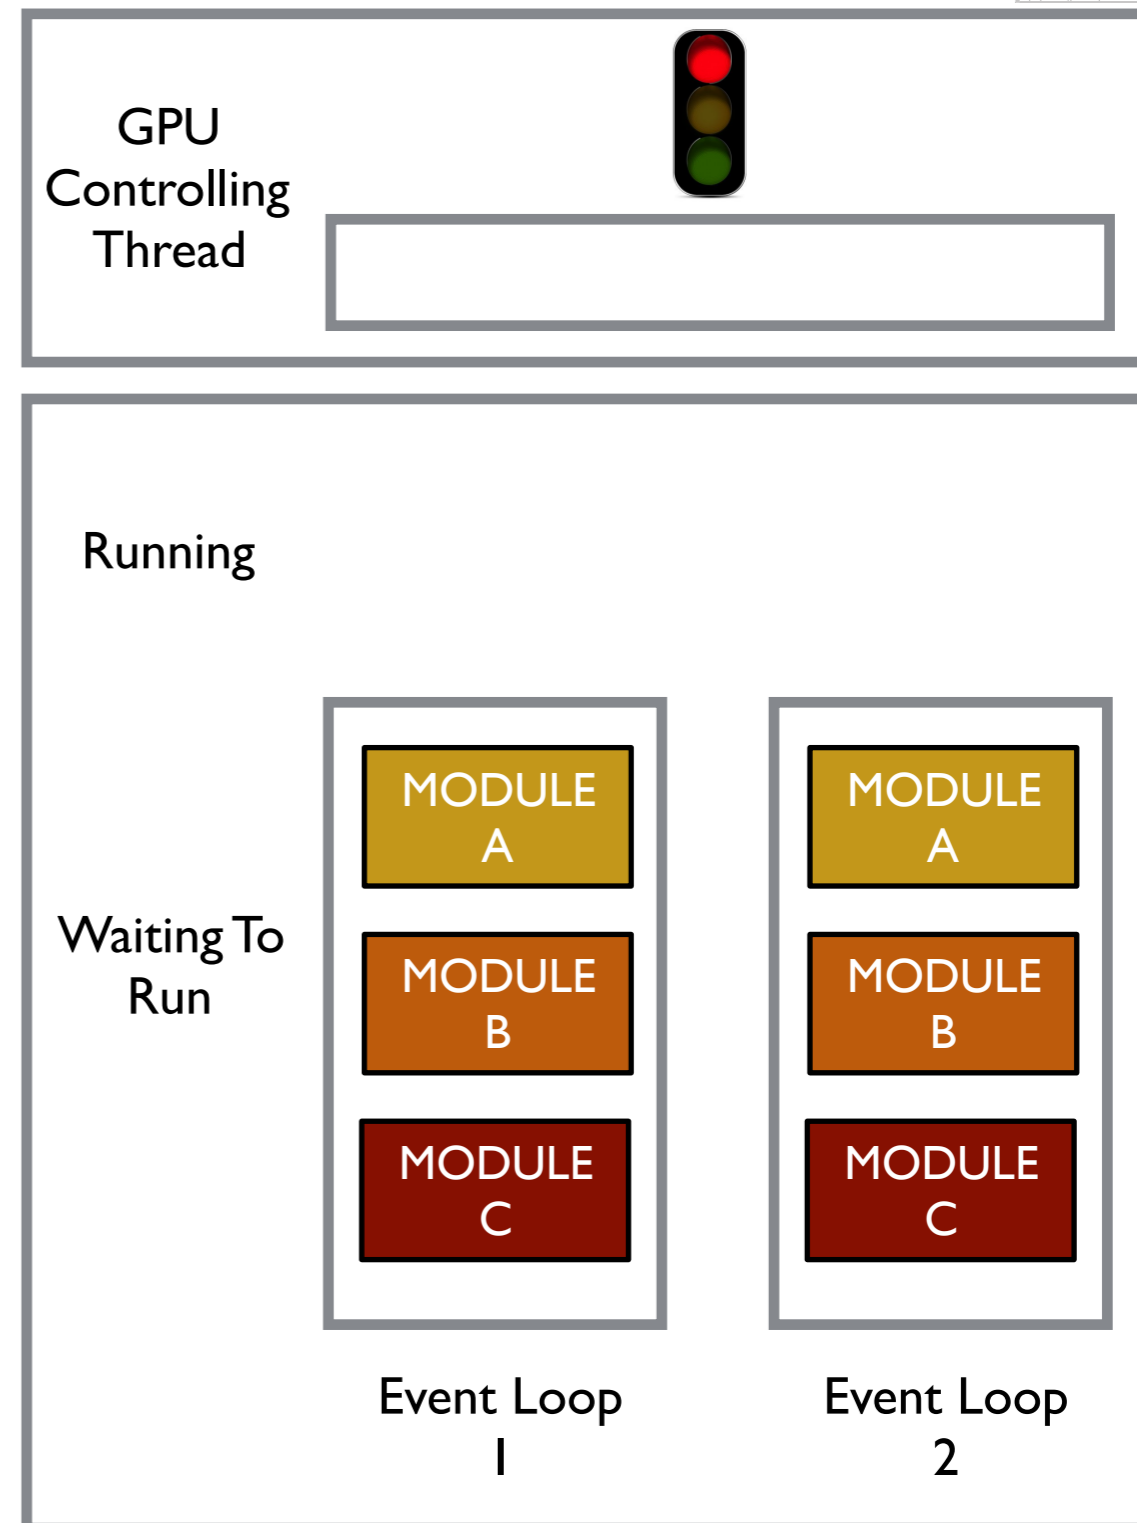 GPU
Controlling
Thread
Running
Waiting To
Run
MODULE
A
MODULE
B
MODULE
C
Event Loop
1
MODULE
A
MODULE
B
MODULE
C
Event Loop
2